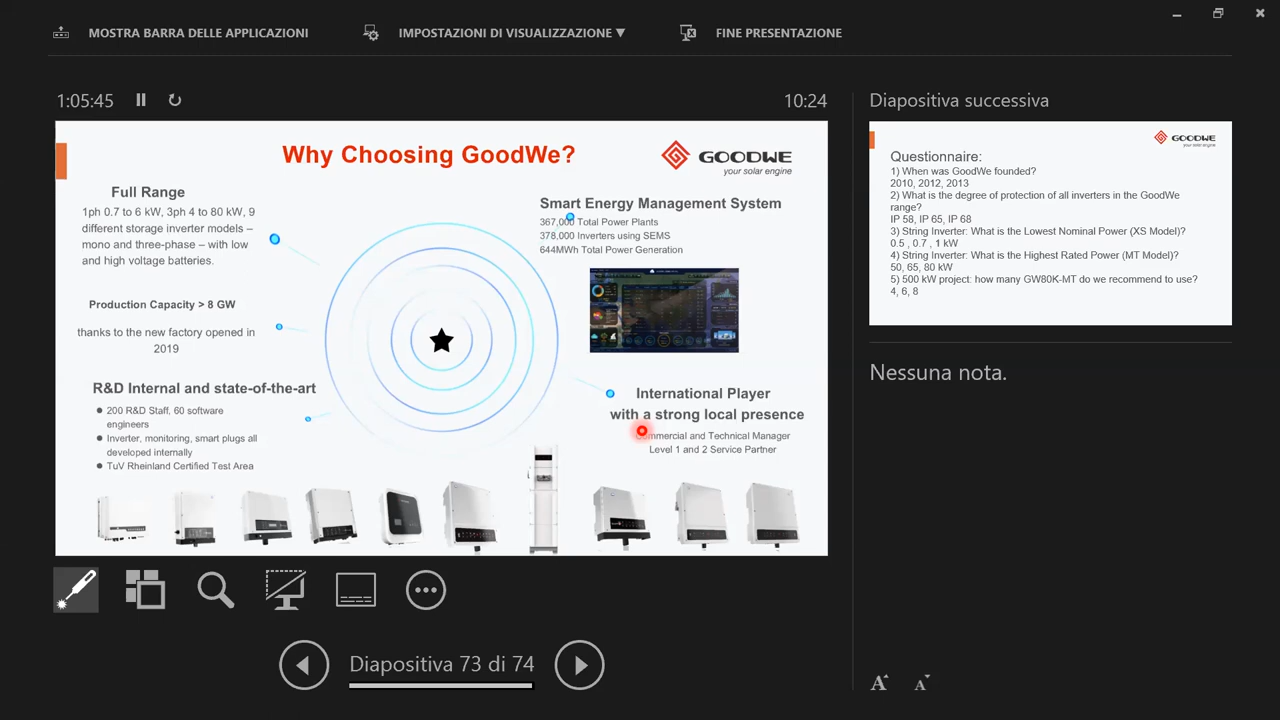 MOSTRA BARRA DELLE APPLICAZIONI
IMPOSTAZIONI DI VISUALIZZAZIONE ▼
FINE PRESENTAZIONE
1:05:45
10:24
Why Choosing GoodWe?
GOODWE
your solar engine
Full Range
1ph 0.7 to 6 kW, 3ph 4 to 80 kW, 9
different storage inverter models –
mono and three-phase – with low
and high voltage batteries.
Production Capacity > 8 GW
thanks to the new factory opened in
2019
R&D Internal and state-of-the-art
● 200 R&D Staff, 60 software
engineers
● Inverter, monitoring, smart plugs all
developed internally
● TuV Rheinland Certified Test Area
Smart Energy Management System
367,000 Total Power Plants
378,000 Inverters using SEMS
644MWh Total Power Generation
International Player
with a strong local presence
Commercial and Technical Manager
Level 1 and 2 Service Partner
Diapositiva 73 di 74
Diapositiva successiva
GOODWE
your solar engine
Questionnaire:
1) When was GoodWe founded?
2010, 2012, 2013
2) What is the degree of protection of all inverters in the GoodWe
range?
IP 58, IP 65, IP 68
3) String Inverter: What is the Lowest Nominal Power (XS Model)?
0.5 , 0.7 , 1 kW
4) String Inverter: What is the Highest Rated Power (MT Model)?
50, 65, 80 kW
5) 500 kW project: how many GW80K-MT do we recommend to use?
4, 6, 8
Nessuna nota.
A A